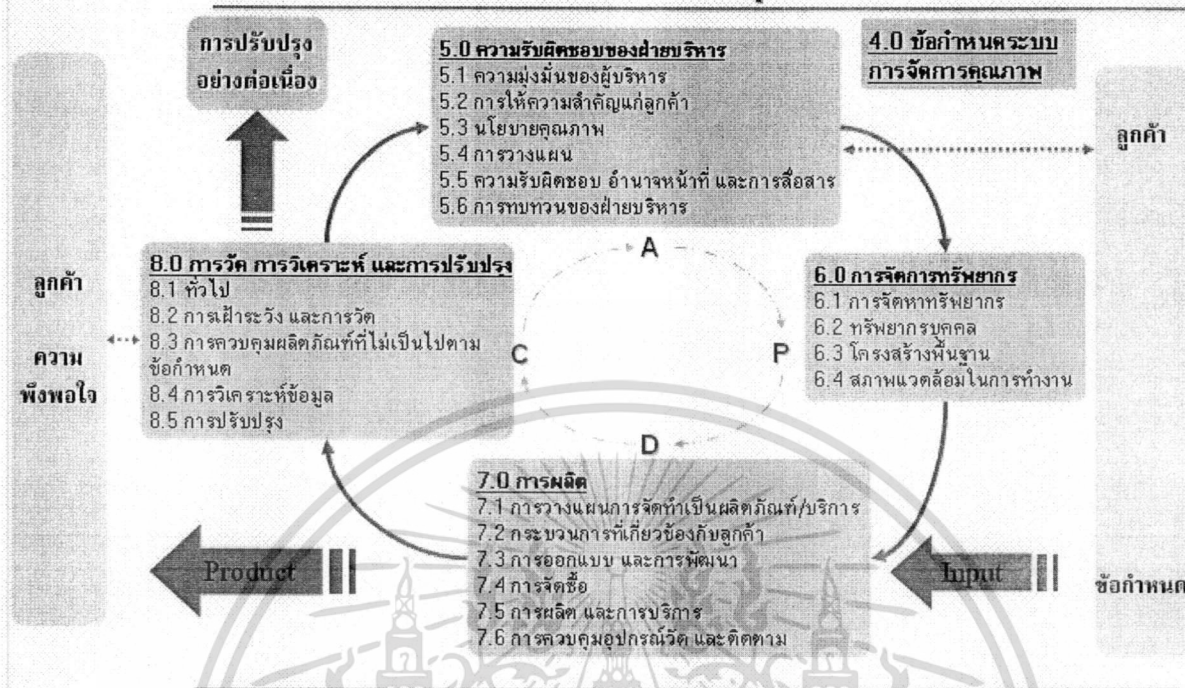 การปรับปรุง
อย่างต่อเนื่อง
5.0 ความรับผิดชอบของฝ่ายบริหาร
5.1 ความมุ่งมั่นของผู้บริหาร
5.2 การให้ความสำคัญแก่ลูกค้า
5.3 นโยบายคุณภาพ
5.4 การวางแผน
5.5 ความรับผิดชอบ อำนาจหน้าที่ และการสื่อสาร
5.6 การทบทวนของฝ่ายบริหาร
4.0 ข้อกำหนดระบบ
การจัดการคุณภาพ
ลูกค้า
A
8.0 การวัด การวิเคราะห์ และการปรับปรุง
8.1 ทั่วไป
8.2 การเฝ้าระวัง และการวัด
8.3 การควบคุมผลิตภัณฑ์ที่ไม่เป็นไปตาม
ข้อกำหนด
8.4 การวิเคราะห์ข้อมูล
8.5 การปรับปรุง
ลูกค้า
ความ
พึงพอใจ
C
P
6.0 การจัดการทรัพยากร
6.1 การจัดหาทรัพยากร
6.2 ทรัพยากรบุคคล
6.3 โครงสร้างพื้นฐาน
6.4 สภาพแวดล้อมในการทำงาน
D
7.0 การผลิต
7.1 การวางแผนการจัดทำเป็นผลิตภัณฑ์/บริการ
7.2 กระบวนการที่เกี่ยวข้องกับลูกค้า
7.3 การออกแบบ และการพัฒนา
7.4 การจัดซื้อ
7.5 การผลิต และการบริการ
7.6 การควบคุมอุปกรณ์วัด และติดตาม
Product
Input
ข้อกำหนด